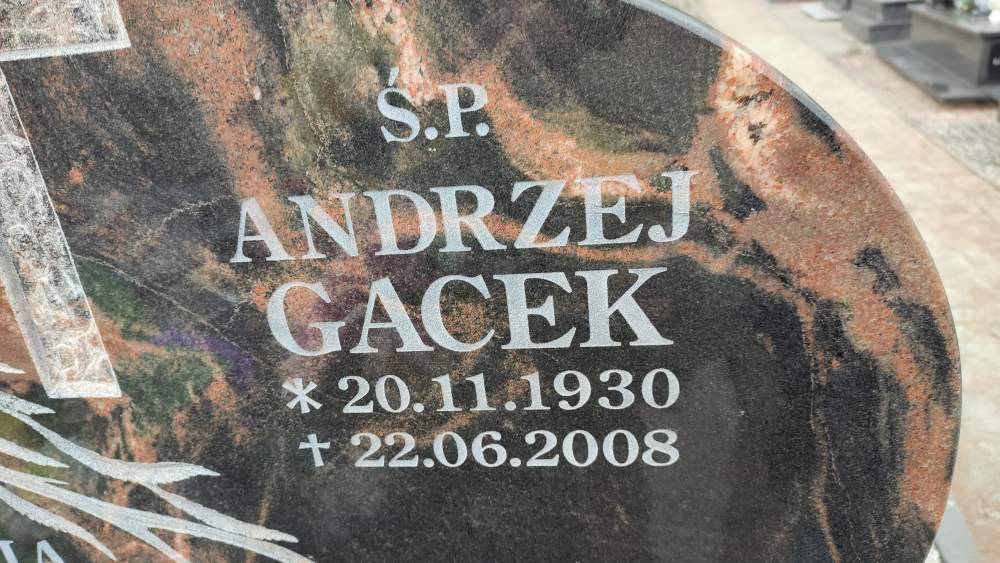 Ś.P.
ANDRZEJ
GACEK
* 20.11.1930
† 22.06.2008